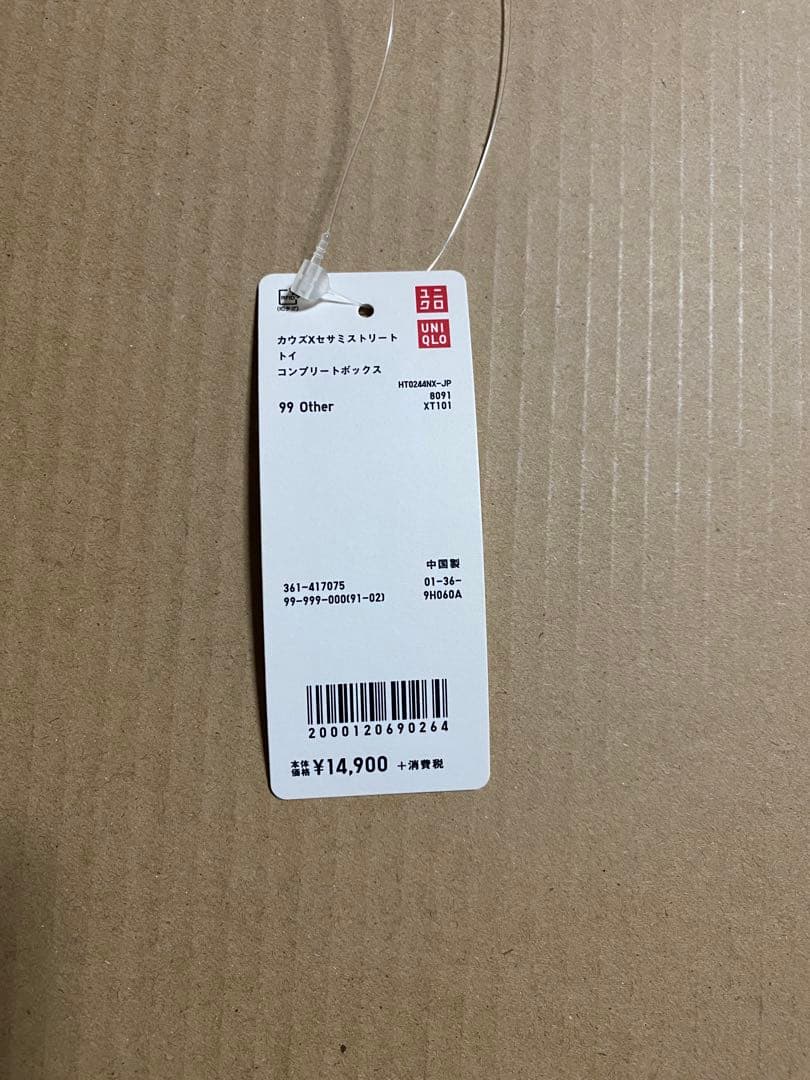 ユニ
クロ
UNI
QLO
カウズXセサミストリート
トイ
コンプリートボックス
HT0244NX-JP
8091
XT101
99 Other
中国製
361-417075
01-36-
99-999-000(91-02)
9H060A
2000120690264
本体価格 ¥14,900 +消費税